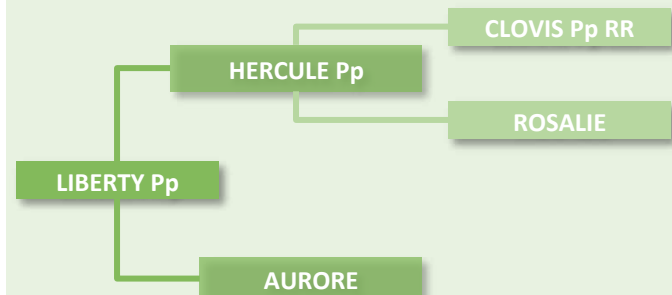 CLOVIS Pp RR
HERCULE Pp
ROSALIE
LIBERTY Pp
AURORE